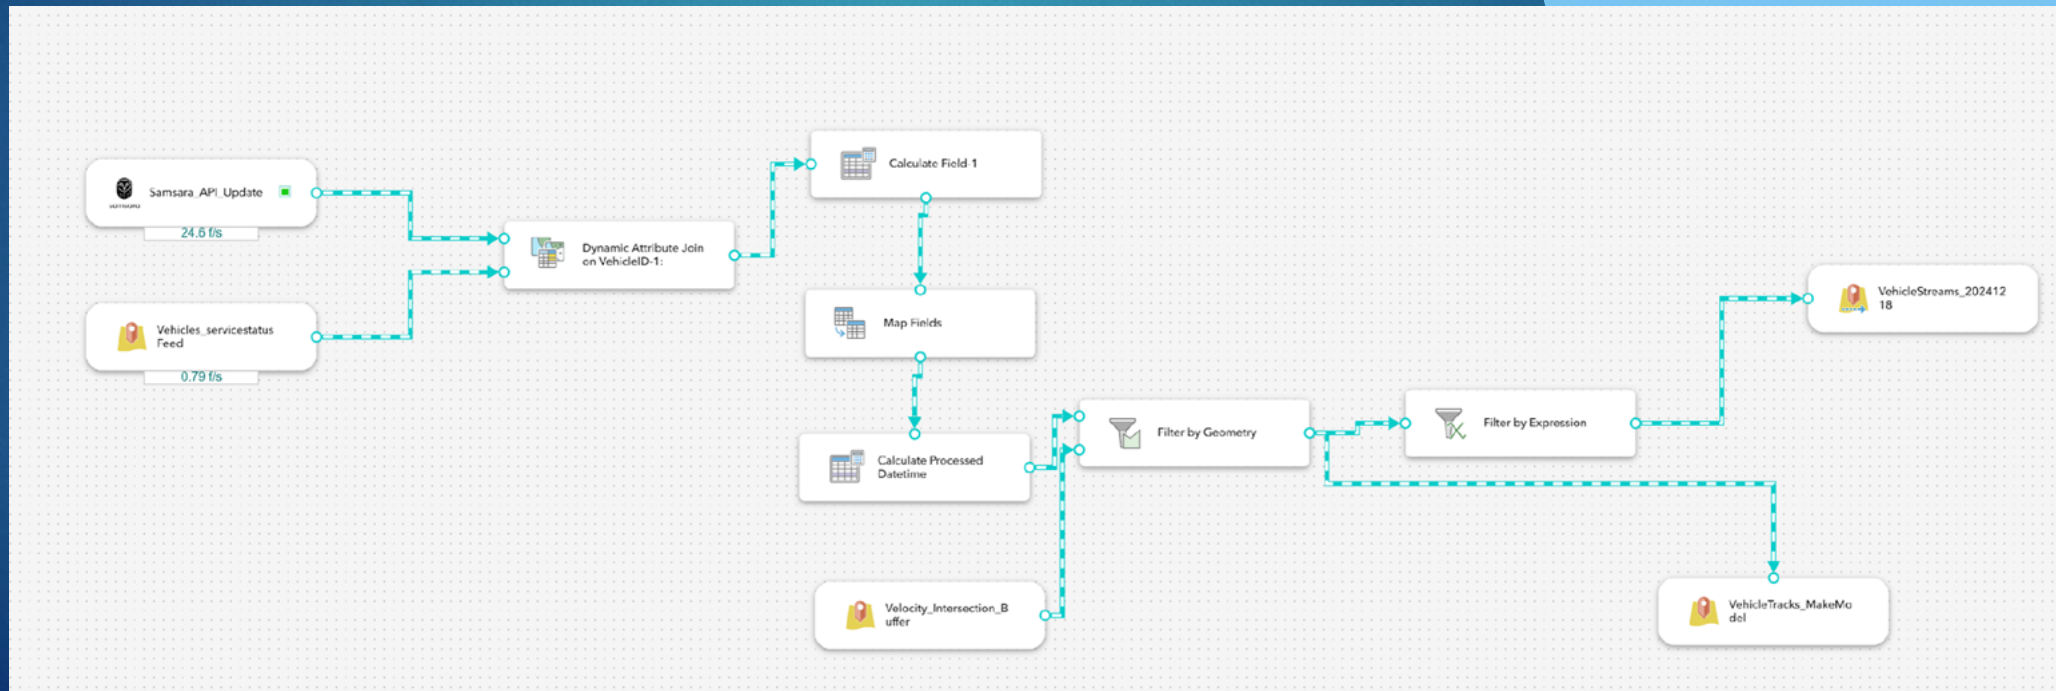 Samsara_API_Update
24.6 f/s
Vehicles_servicestatus
Feed
0.79 f/s
Dynamic Attribute Join
on VehicleID-1:
Calculate Field-1
Map Fields
Calculate Processed
Datetime
Velocity_Intersection_B
uffer
Filter by Geometry
Filter by Expression
VehicleStreams_202412
18
VehicleTracks_MakeMo
del